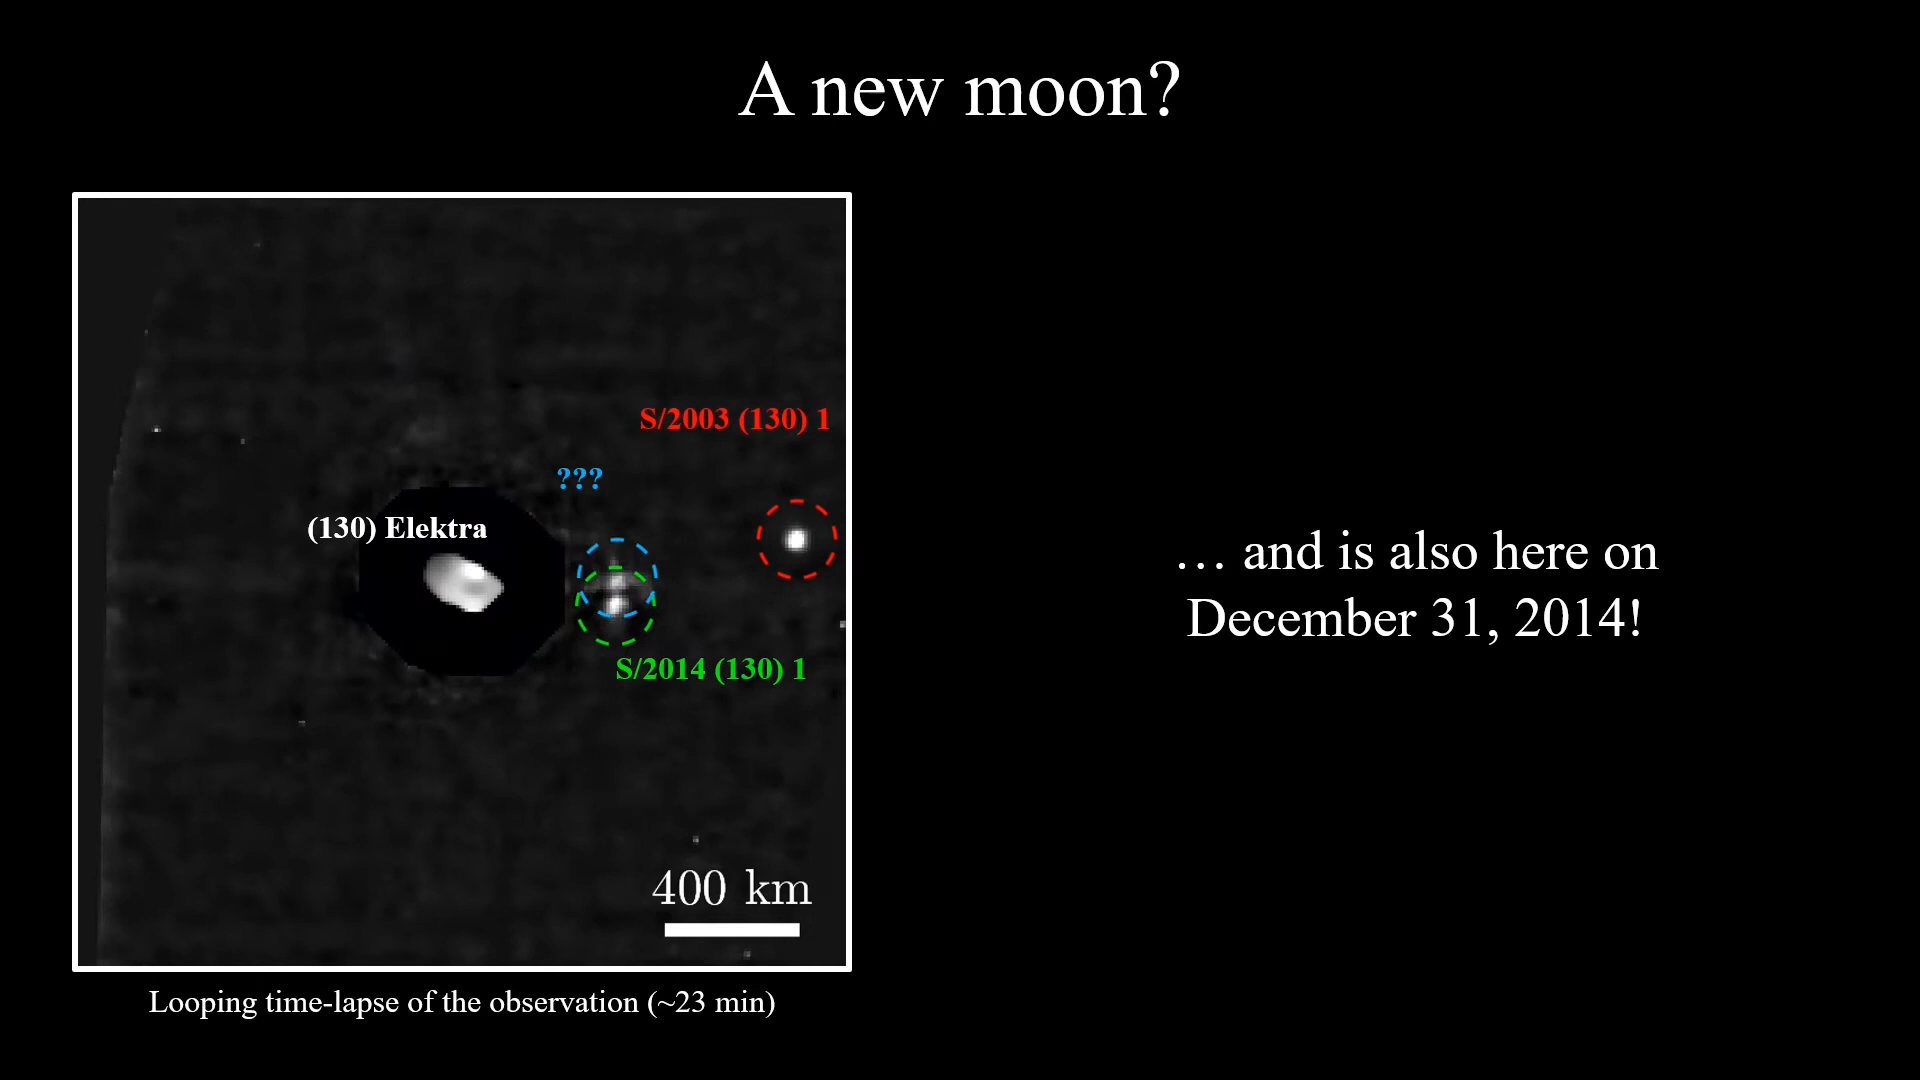 A new moon?
S/2003 (130) 1
???
(130) Elektra
S/2014 (130) 1
400 km
Looping time-lapse of the observation (~23 min)
… and is also here on
December 31, 2014!